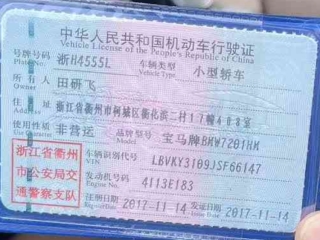 中华人民共和国机动车行驶证
Vehicle License of the People's Republic of China
号牌号码 浙H4555L 车辆类型 小型轿车
Plate No. Vehicle Type
所有人 田研飞
Owner
住址 浙江省衢州市柯城区衢化滨二村17幢403室
Address
使用性质 非营运 品牌型号 宝马牌BMW7201HM
浙江省衢州市公安局交通警察支队
车辆识别代号 LBVKY3109JSF66147
VIN
发动机号码 4113E183
Engine No.
注册日期 2017-11-14 发证日期 2017-11-14